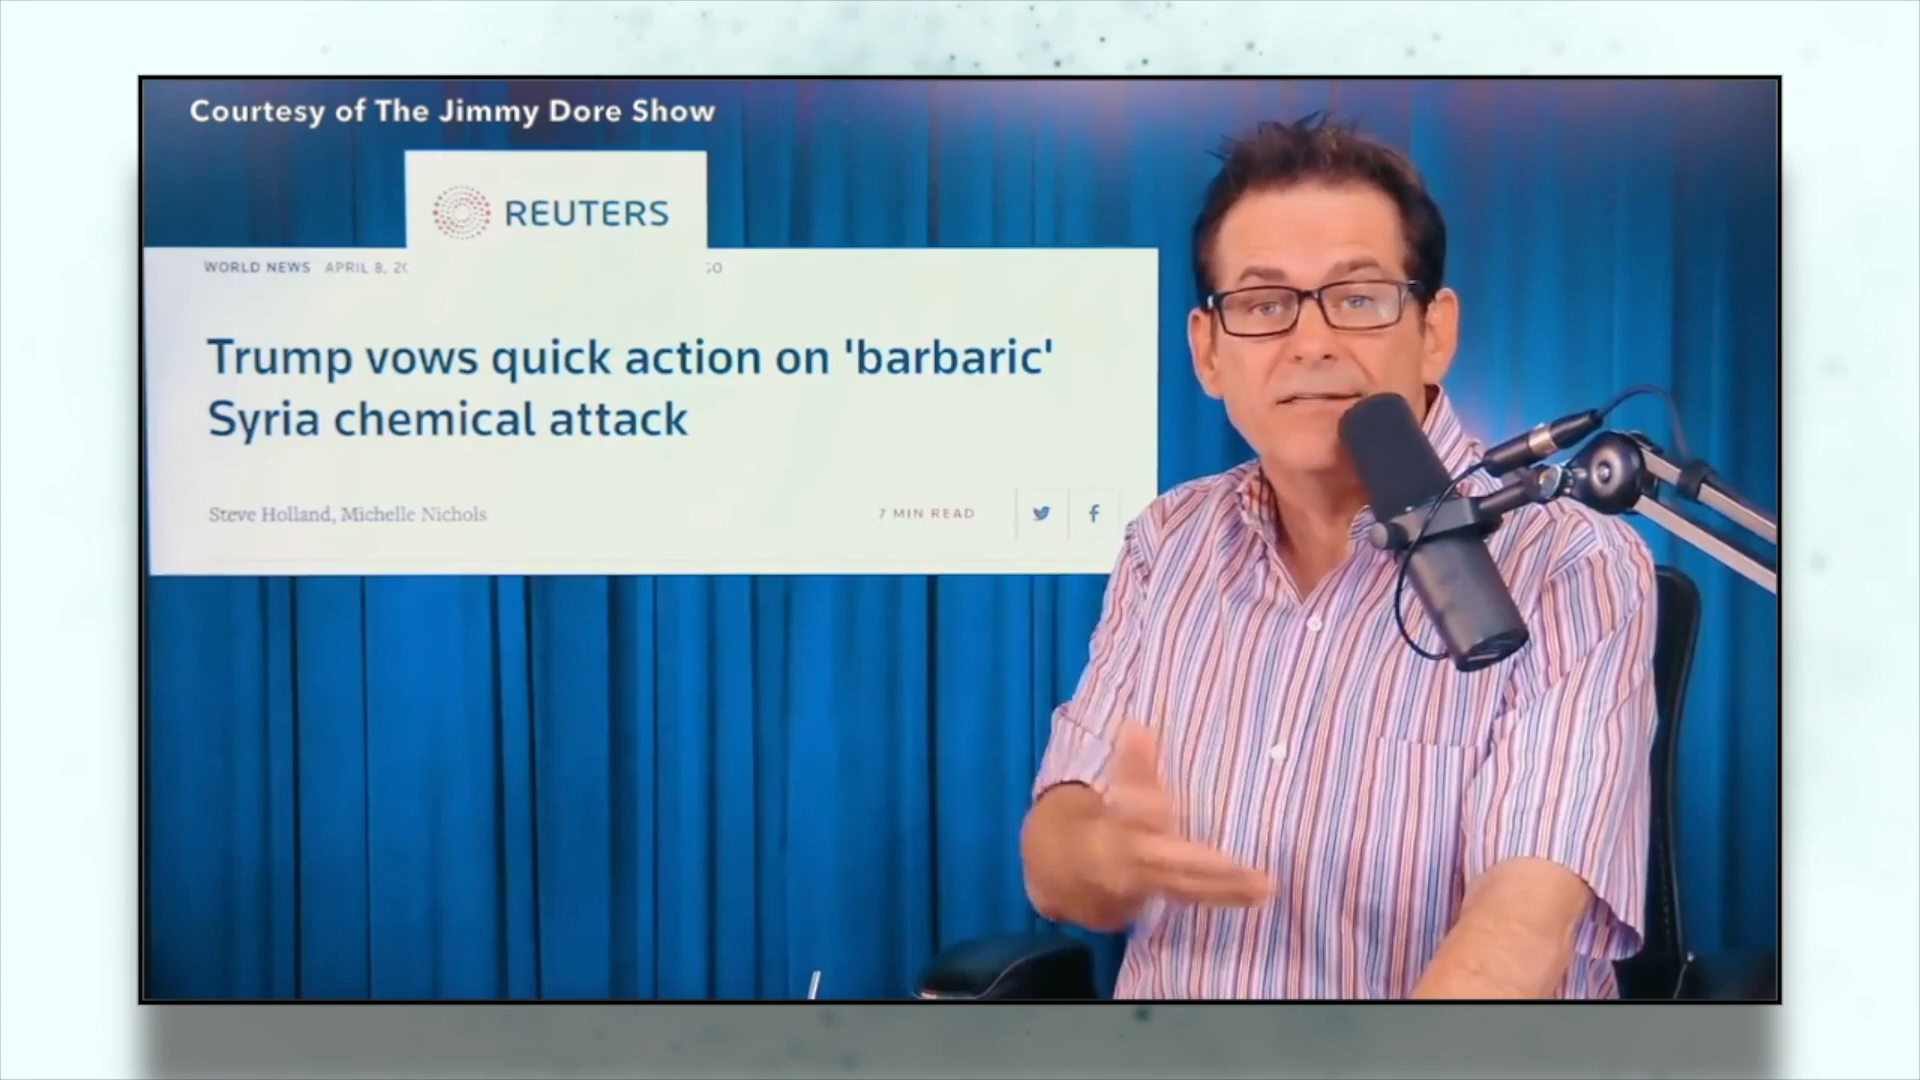 Courtesy of The Jimmy Dore Show
REUTERS
WORLD NEWS APRIL 8,
Trump vows quick action on 'barbaric'
Syria chemical attack
Steve Holland, Michelle Nichols
7 MIN READ